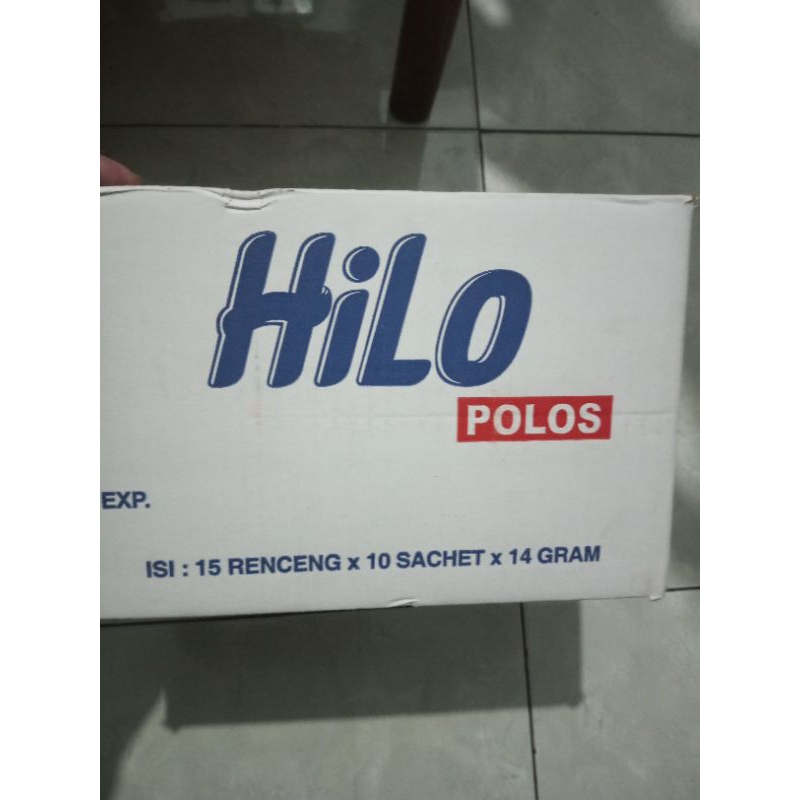 HiLo
POLOS
EXP.
ISI : 15 RENCENG x 10 SACHET x 14 GRAM